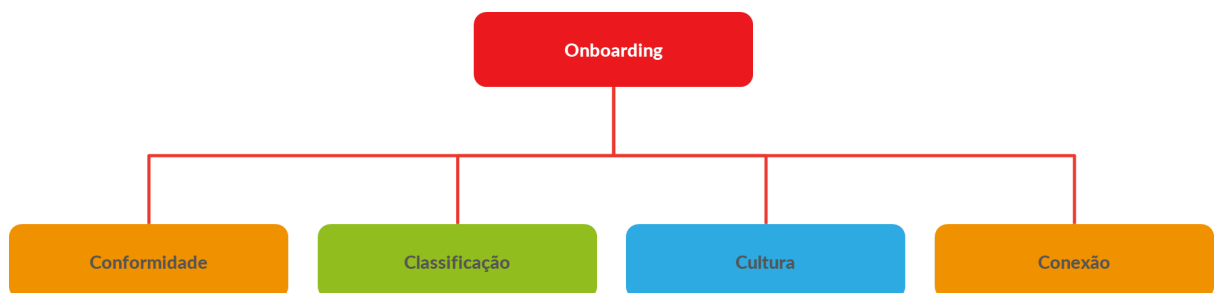 Onboarding
Conformidade
Classificação
Cultura
Conexão